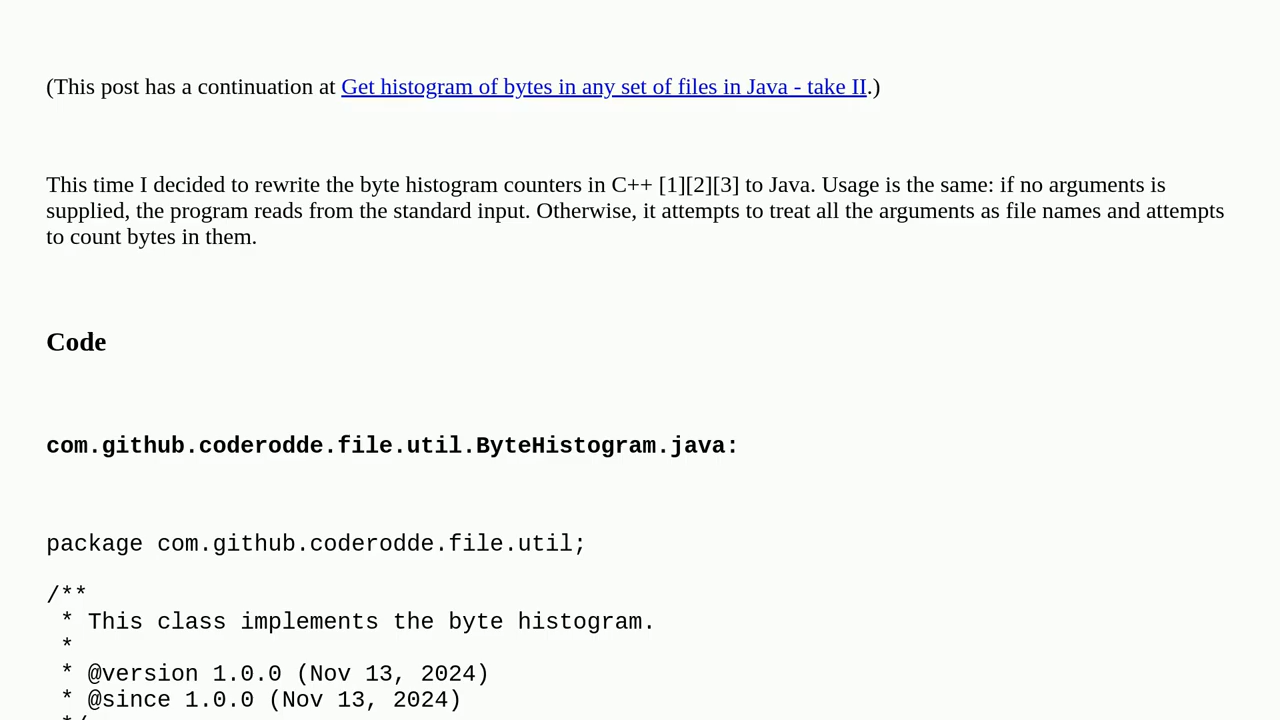 (This post has a continuation at Get histogram of bytes in any set of files in Java - take II.)
This time I decided to rewrite the byte histogram counters in C++ [1][2][3] to Java. Usage is the same: if no arguments is
supplied, the program reads from the standard input. Otherwise, it attempts to treat all the arguments as file names and attempts
to count bytes in them.
Code
com.github.coderodde.file.util.ByteHistogram.java:
package com.github.coderodde.file.util;
/**
 * This class implements the byte histogram.
 *
 * @version 1.0.0 (Nov 13, 2024)
 * @since 1.0.0 (Nov 13, 2024)
 */